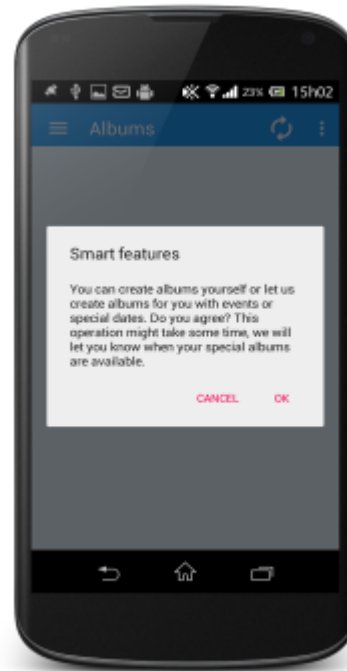 23% 15h02
Albums
Smart features
You can create albums yourself or let us
create albums for you with events or
special dates. Do you agree? This
operation might take some time, we will
let you know when your special albums
are available.
CANCEL OK